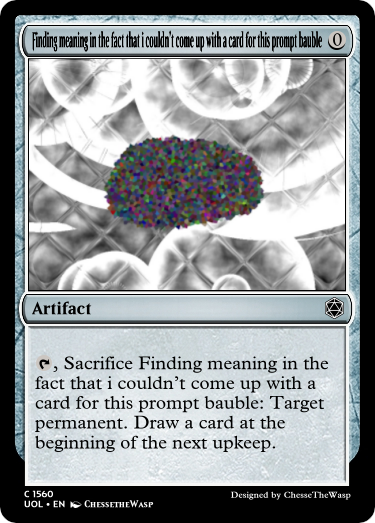 Finding meaning in the fact that i couldn't come up with a card for this prompt bauble 0
Artifact
, Sacrifice Finding meaning in the
fact that i couldn't come up with a
card for this prompt bauble: Target
permanent. Draw a card at the
beginning of the next upkeep.
C 1560
UOL • EN ChesseTheWasp
Designed by ChesseTheWasp